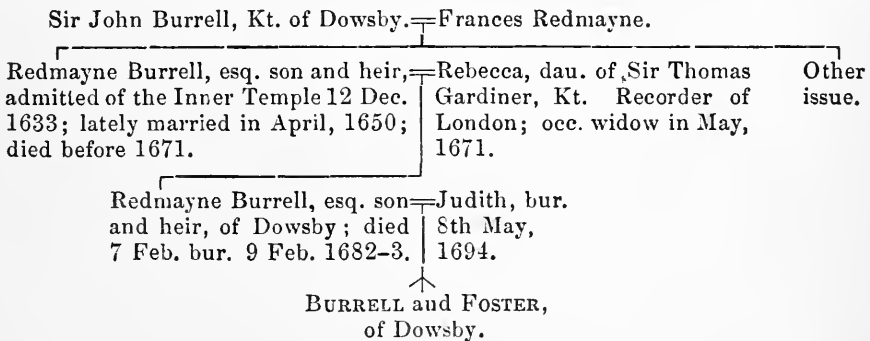 Sir John Burrell, Kt. of Dowsby.=Frances Redmayne.
Redmayne Burrell, esq. son and heir,=Rebecca, dau. of Sir Thomas Other
admitted of the Inner Temple 12 Dec. Gardiner, Kt. Recorder of issue.
1633; lately married in April, 1650; London; occ. widow in May,
died before 1671. 1671.
Redmayne Burrell, esq. son=Judith, bur.
and heir, of Dowsby; died 8th May,
7 Feb. bur. 9 Feb. 1682-3. 1694.
BURRELL and FOSTER,
of Dowsby.